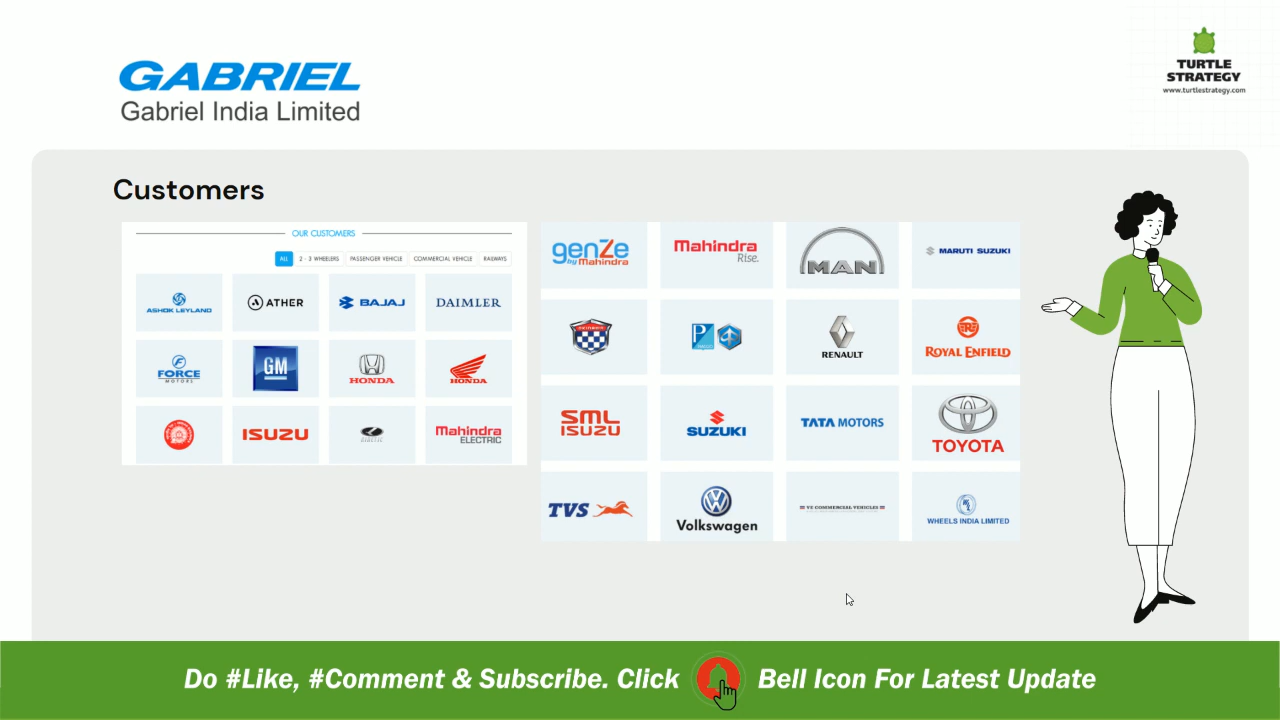 GABRIEL
Gabriel India Limited
TURTLE
STRATEGY
www.turtlestrategy.com
Customers
OUR CUSTOMERS
ALL
2 - 3 WHEELERS
PASSENGER VEHICLE
COMMERCIAL VEHICLE
RAILWAYS
ASHOK LEYLAND
ATHER
BAJAJ
DAIMLER
FORCE
MOTORS
GM
HONDA
HONDA
ISUZU
Mahindra
ELECTRIC
genZe
by Mahindra
Mahindra
Rise.
MAN
MARUTI SUZUKI
P
RENAULT
ROYAL ENFIELD
SML
ISUZU
SUZUKI
TATA MOTORS
TOYOTA
TVS
Volkswagen
VE COMMERCIAL VEHICLES
WHEELS INDIA LIMITED
Do #Like, #Comment & Subscribe. Click
Bell Icon For Latest Update